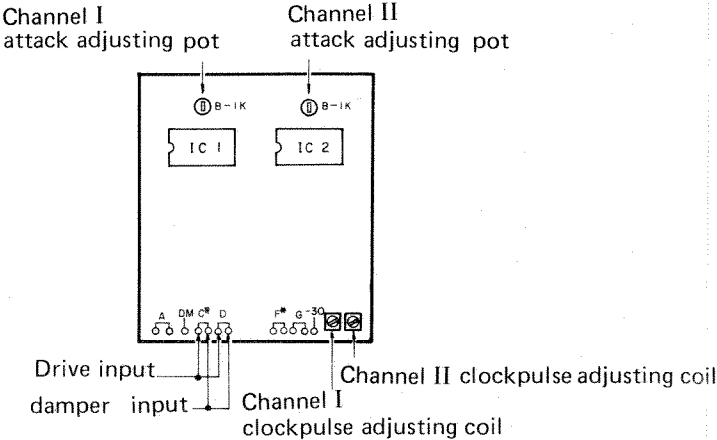 Channel I
attack adjusting pot
Channel II
attack adjusting pot
B-1K
B-1K
IC 1
IC 2
A DM C# D F# G -30
Drive input
damper input
Channel I
clockpulse adjusting coil
Channel II clockpulse adjusting coil